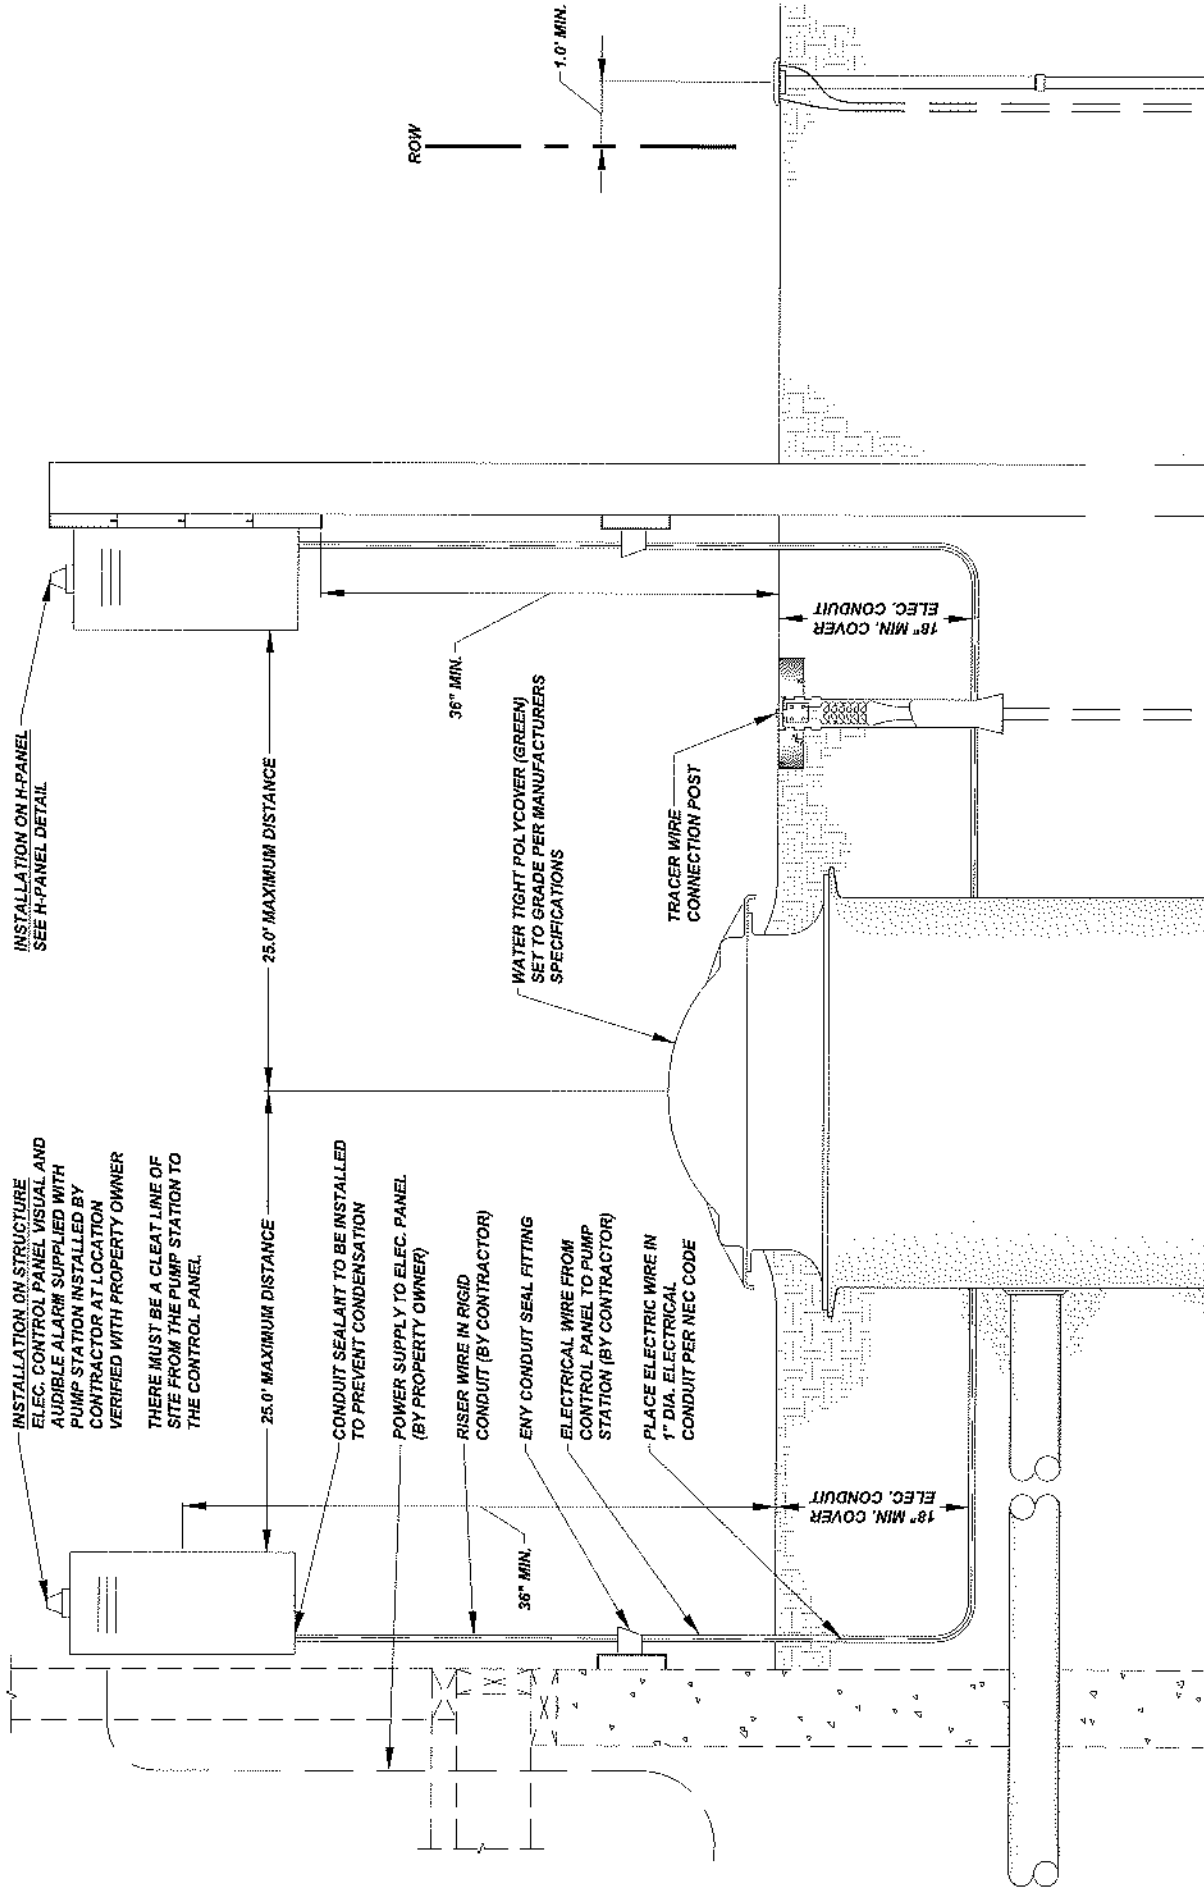 INSTALLATION ON STRUCTURE
ELEC. CONTROL PANEL VISUAL AND
AUDIBLE ALARM SUPPLIED WITH
PUMP STATION INSTALLED BY
CONTRACTOR AT LOCATION
VERIFIED WITH PROPERTY OWNER
THERE MUST BE A CLEAT LINE OF
SITE FROM THE PUMP STATION TO
THE CONTROL PANEL.
INSTALLATION ON H-PANEL
SEE H-PANEL DETAIL
25.0' MAXIMUM DISTANCE
25.0' MAXIMUM DISTANCE
CONDUIT SEALANT TO BE INSTALLED
TO PREVENT CONDENSATION
POWER SUPPLY TO ELEC. PANEL
(BY PROPERTY OWNER)
RISER WIRE IN RIGID
CONDUIT (BY CONTRACTOR)
ENY CONDUIT SEAL FITTING
ELECTRICAL WIRE FROM
CONTROL PANEL TO PUMP
STATION (BY CONTRACTOR)
PLACE ELECTRIC WIRE IN
1" DIA. ELECTRICAL
CONDUIT PER NEC CODE
36" MIN.
18" MIN. COVER
ELEC. CONDUIT
WATER TIGHT POLYCOVER (GREEN)
SET TO GRADE PER MANUFACTURERS
SPECIFICATIONS
TRACER WIRE
CONNECTION POST
36" MIN.
18" MIN. COVER
ELEC. CONDUIT
ROW
1.0' MIN.